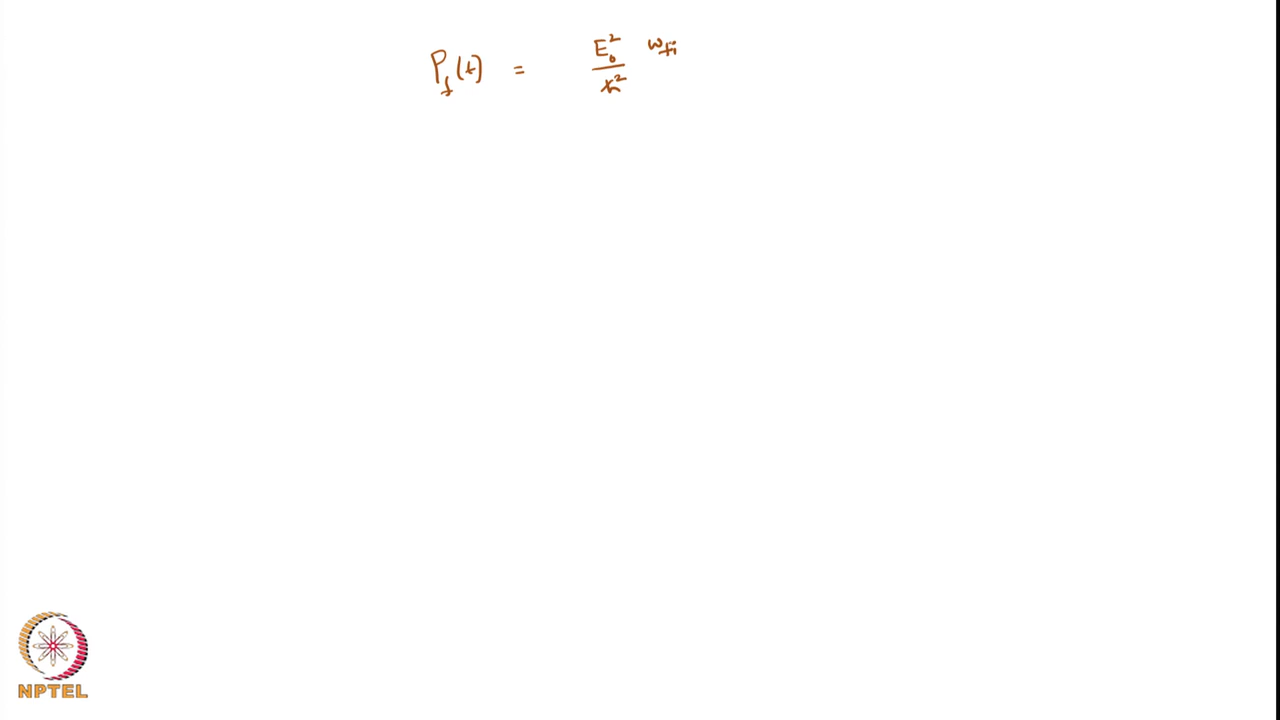 P_f(t) = E_0^2 / ħ^2 ω_fi
NPTEL